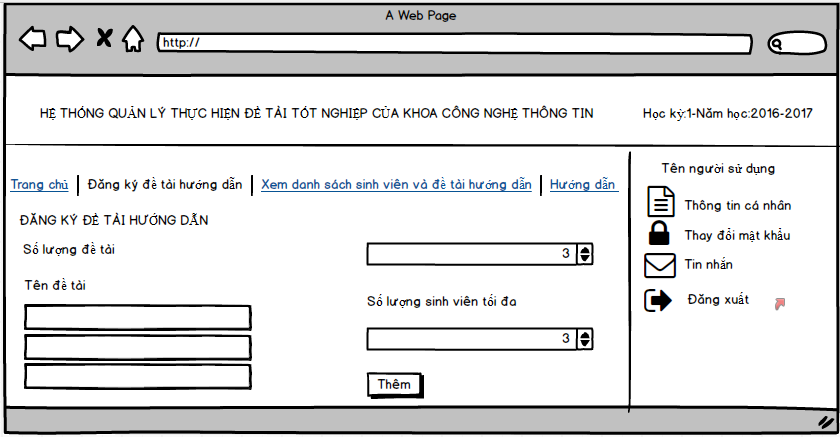 A Web Page
http://
HỆ THỐNG QUẢN LÝ THỰC HIỆN ĐỀ TÀI TỐT NGHIỆP CỦA KHOA CÔNG NGHỆ THÔNG TIN
Học kỳ:1-Năm học:2016-2017
Trang chủ
Đăng ký đề tài hướng dẫn
Xem danh sách sinh viên và đề tài hướng dẫn
Hướng dẫn
Tên người sử dụng
Thông tin cá nhân
Thay đổi mật khẩu
Tin nhắn
Đăng xuất
ĐĂNG KÝ ĐỀ TÀI HƯỚNG DẪN
Số lượng đề tài
3
Tên đề tài
Số lượng sinh viên tối đa
3
Thêm